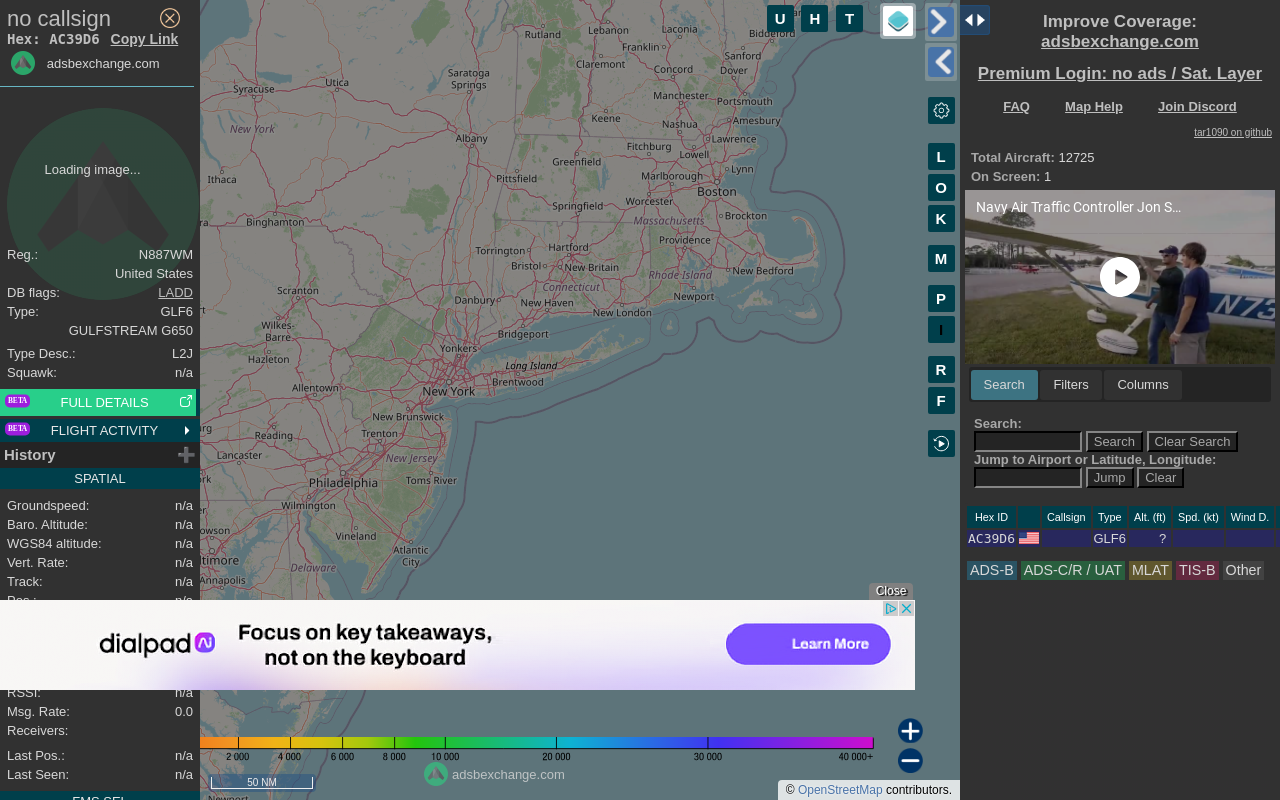 no callsign
Hex: AC39D6 Copy Link
adsbexchange.com
Loading image...
Reg.: N887WM
United States
DB flags: LADD
Type: GLF6
GULFSTREAM G650
Type Desc.: L2J
Squawk: n/a
BETA FULL DETAILS
BETA FLIGHT ACTIVITY
History
SPATIAL
Groundspeed: n/a
Baro. Altitude: n/a
WGS84 altitude: n/a
Vert. Rate: n/a
Track: n/a
Pos.: n/a
RSSI: n/a
Msg. Rate: 0.0
Receivers:
Last Pos.: n/a
Last Seen: n/a
FMS SEL
U H T
L
O
K
M
P
I
R
F
Rutland
Lebanon
Laconia
Biddeford
Franklin
Claremont
Sanford
Concord
Dover
Utica
Saratoga
Springs
Syracuse
Manchester
Portsmouth
Keene
Nashua
Amesbury
New York
Albany
Lawrence
Fitchburg
Lowell
Greenfield
Lynn
Ithaca
Pittsfield
Marlborough
Boston
Worcester
Springfield
Brockton
Binghamton
Massachusetts
Torrington
Hartford
Providence
Bristol
New Britain
New Bedford
Rhode Island
Connecticut
Scranton
Danbury
New Haven
Newport
New London
Wilkes-
Barre
Bridgeport
Yonkers
Hazleton
Long Island
Brentwood
Allentown
New York
New Brunswick
Reading
Trenton
Lancaster
New Jersey
Philadelphia
Toms River
Wilmington
Vineland
Atlantic
City
Annapolis
Delaware
Close
dialpad Ai
Focus on key takeaways,
not on the keyboard
Learn More
2 000 4 000 6 000 8 000 10 000 20 000 30 000 40 000+
adsbexchange.com
50 NM
Newport
© OpenStreetMap contributors.
Improve Coverage:
adsbexchange.com
Premium Login: no ads / Sat. Layer
FAQ Map Help Join Discord
tar1090 on github
Total Aircraft: 12725
On Screen: 1
Navy Air Traffic Controller Jon S...
N73
Search Filters Columns
Search:
Search Clear Search
Jump to Airport or Latitude, Longitude:
Jump Clear
Hex ID Callsign Type Alt. (ft) Spd. (kt) Wind D.
AC39D6 GLF6 ?
ADS-B ADS-C/R / UAT MLAT TIS-B Other